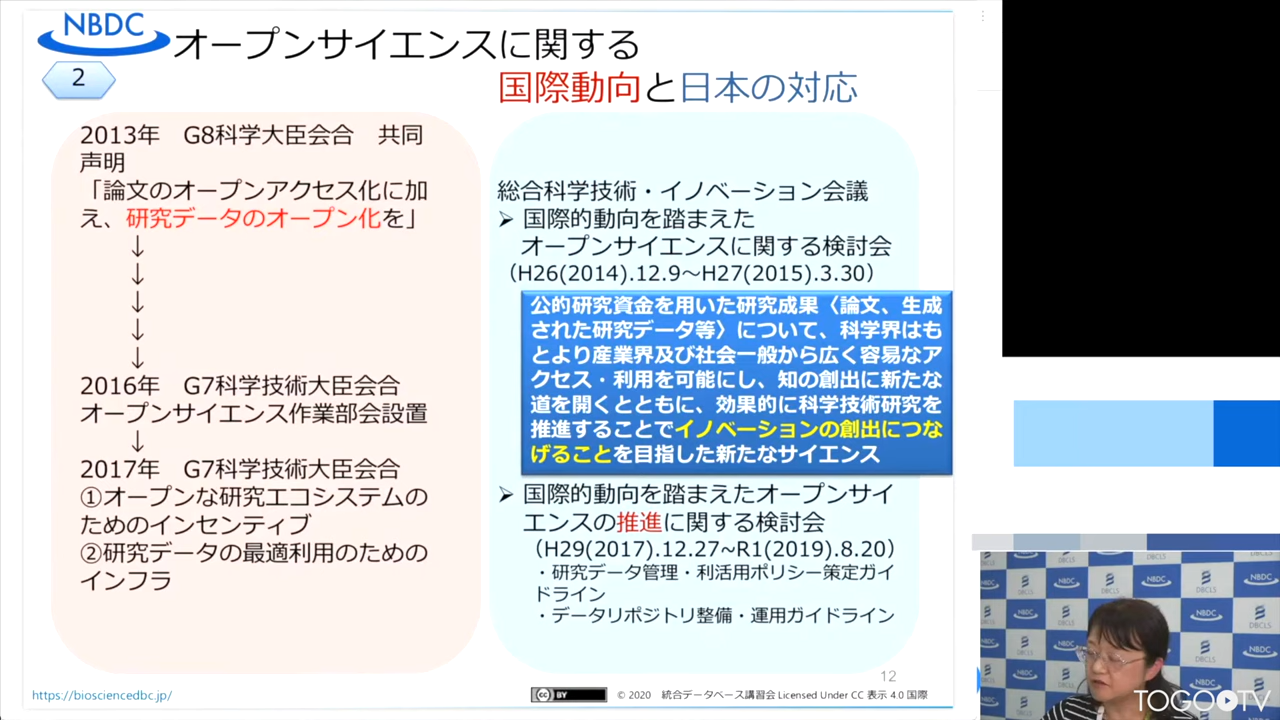 NBDC
オープンサイエンスに関する
2
国際動向と日本の対応
2013年　G8科学大臣会合　共同
声明
「論文のオープンアクセス化に加
え、研究データのオープン化を」
↓
↓
↓
↓
↓
2016年　G7科学技術大臣会合
オープンサイエンス作業部会設置
↓
2017年　G7科学技術大臣会合
①オープンな研究エコシステムの
ためのインセンティブ
②研究データの最適利用のための
インフラ
総合科学技術・イノベーション会議
➢ 国際的動向を踏まえた
オープンサイエンスに関する検討会
（H26(2014).12.9～H27(2015).3.30）
公的研究資金を用いた研究成果〈論文、生成
された研究データ等〉について、科学界はも
とより産業界及び社会一般から広く容易なア
クセス・利用を可能にし、知の創出に新たな
道を開くとともに、効果的に科学技術研究を
推進することでイノベーションの創出につな
げることを目指した新たなサイエンス
➢ 国際的動向を踏まえたオープンサイ
エンスの推進に関する検討会
（H29(2017).12.27~R1(2019).8.20）
・研究データ管理・利活用ポリシー策定ガイ
ドライン
・データリポジトリ整備・運用ガイドライン
12
https://biosciencedbc.jp/
cc BY
© 2020　統合データベース講習会 Licensed Under CC 表示 4.0 国際
DBCLS
NBDC
TOGO TV